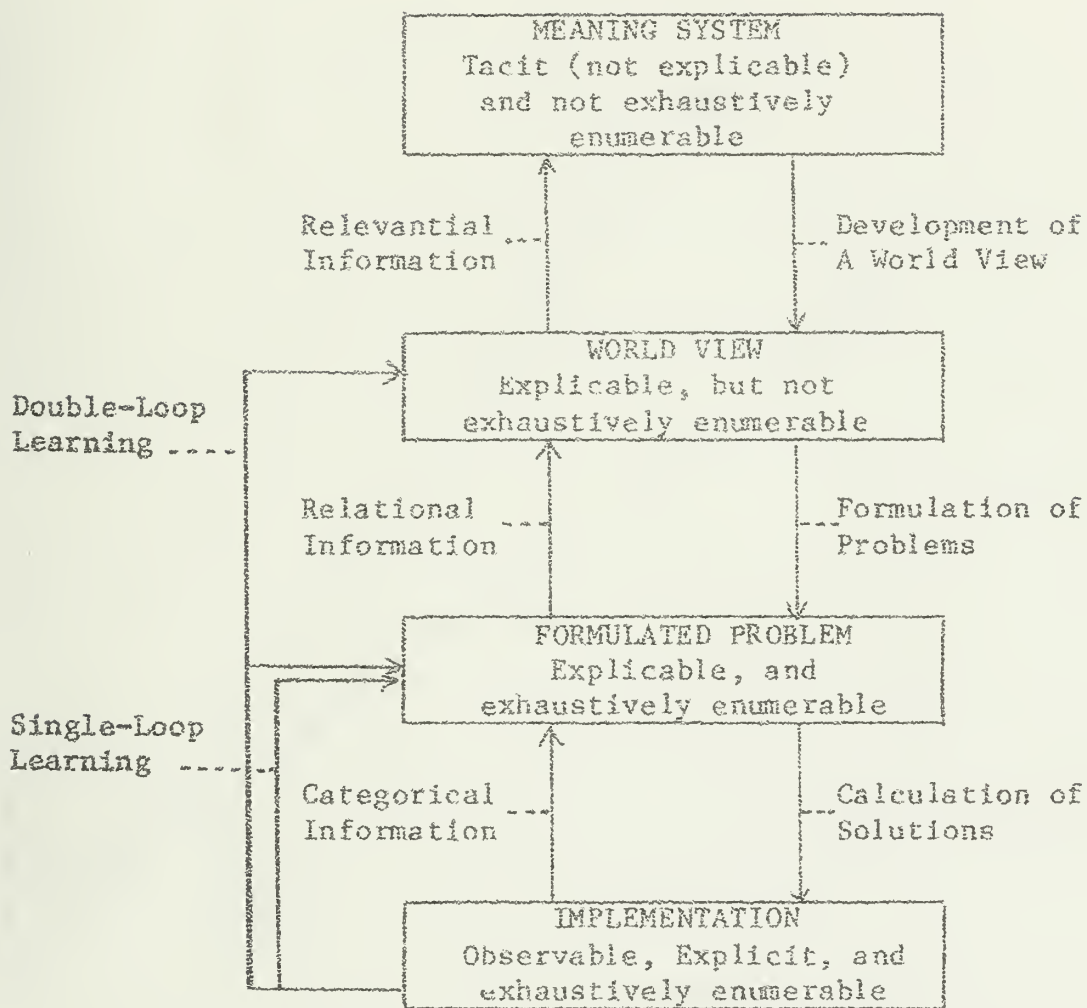 MEANING SYSTEM
Tacit (not explicable)
and not exhaustively
enumerable
Relevantial
Information
Development of
A World View
WORLD VIEW
Explicable, but not
exhaustively enumerable
Double-Loop
Learning
Relational
Information
Formulation of
Problems
FORMULATED PROBLEM
Explicable, and
exhaustively enumerable
Single-Loop
Learning
Categorical
Information
Calculation of
Solutions
IMPLEMENTATION
Observable, Explicit, and
exhaustively enumerable